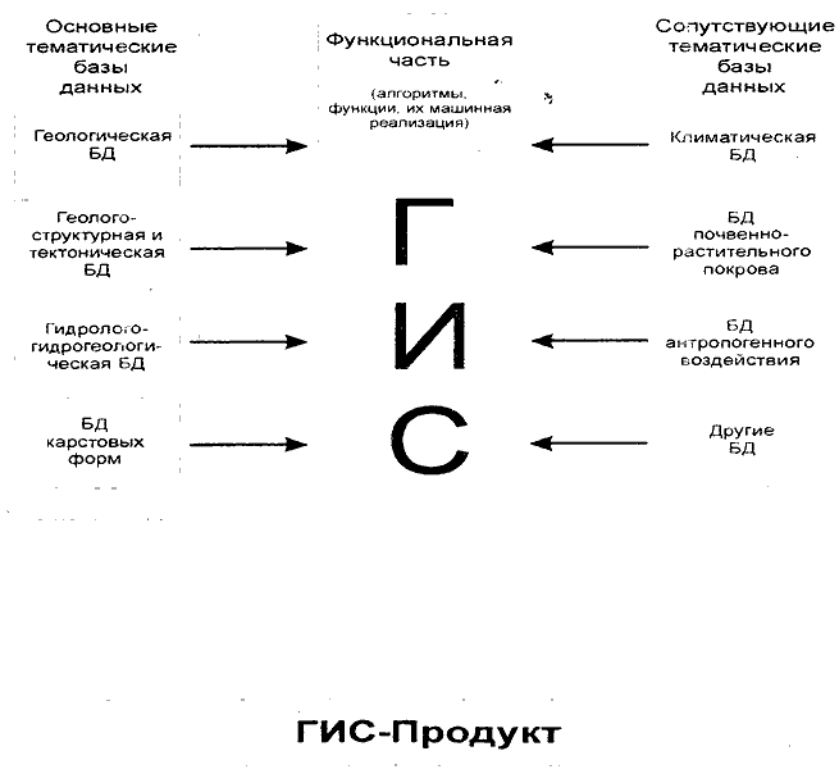 Основные
тематические
базы
данных
Геологическая
БД
Геолого-
структурная и
тектоническая
БД
Гидролого-
гидрогеологи-
ческая БД
БД
карстовых
форм
Функциональная
часть
(алгоритмы,
функции, их машинная
реализация)
Г
И
С
Сопутствующие
тематические
базы
данных
Климатическая
БД
БД
почвенно-
растительного
покрова
БД
антропогенного
воздействия
Другие
БД
ГИС-Продукт